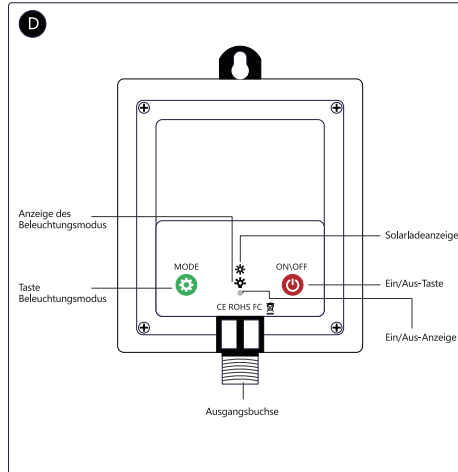 D
Anzeige des
Beleuchtungsmodus
Solarladeanzeige
MODE
ON\OFF
Taste
Beleuchtungsmodus
Ein/Aus-Taste
CE ROHS FC
Ein/Aus-Anzeige
Ausgangsbuchse